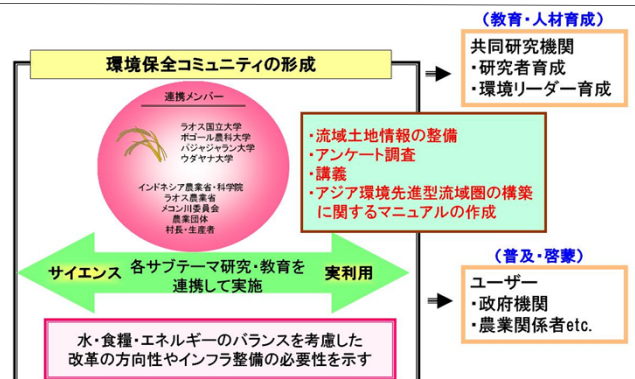 環境保全コミュニティの形成
連携メンバー
ラオス国立大学
ボゴール農科大学
パジャジャラン大学
ウダヤナ大学
インドネシア農業省・科学院
ラオス農業省
メコン川委員会
農業団体
村長・生産者
・流域土地情報の整備
・アンケート調査
・講義
・アジア環境先進型流域圏の構築
に関するマニュアルの作成
サイエンス
各サブテーマ研究・教育を
連携して実施
実利用
水・食糧・エネルギーのバランスを考慮した
改革の方向性やインフラ整備の必要性を示す
(教育・人材育成)
共同研究機関
・研究者育成
・環境リーダー育成
(普及・啓蒙)
ユーザー
・政府機関
・農業関係者etc.